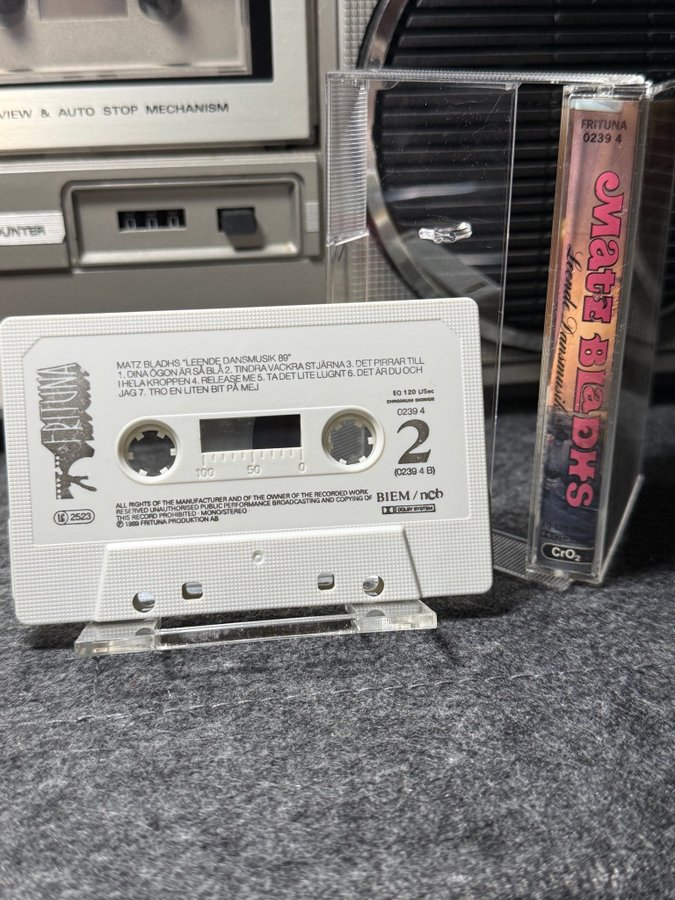 VIEW & AUTO STOP MECHANISM
OUNTER
000
FRITUNA
0239 4
MATZ BLADHS
Leende Dansmusik
CrO₂
FRITUNA
MATZ BLADHS "LEENDE DANSMUSIK 89"
1. DINA ÖGON ÄR SÅ BLÅ 2. TINDRA VACKRA STJÄRNA 3. DET PIRRAR TILL
I HELA KROPPEN 4. RELEASE ME 5. TA DET LITE LUGNT 6. DET ÄR DU OCH
JAG 7. TRO EN LITEN BIT PÅ MEJ
EQ 120 µSec
CHROMIUM DIOXIDE
0239 4
2
(0239 4 B)
100 50 0
ALL RIGHTS OF THE MANUFACTURER AND OF THE OWNER OF THE RECORDED WORK
RESERVED UNAUTHORISED PUBLIC PERFORMANCE BROADCASTING AND COPYING OF
THIS RECORD PROHIBITED · MONO/STEREO
℗ 1989 FRITUNA PRODUKTION AB
BIEM / ncb
DOLBY SYSTEM
LC 2523